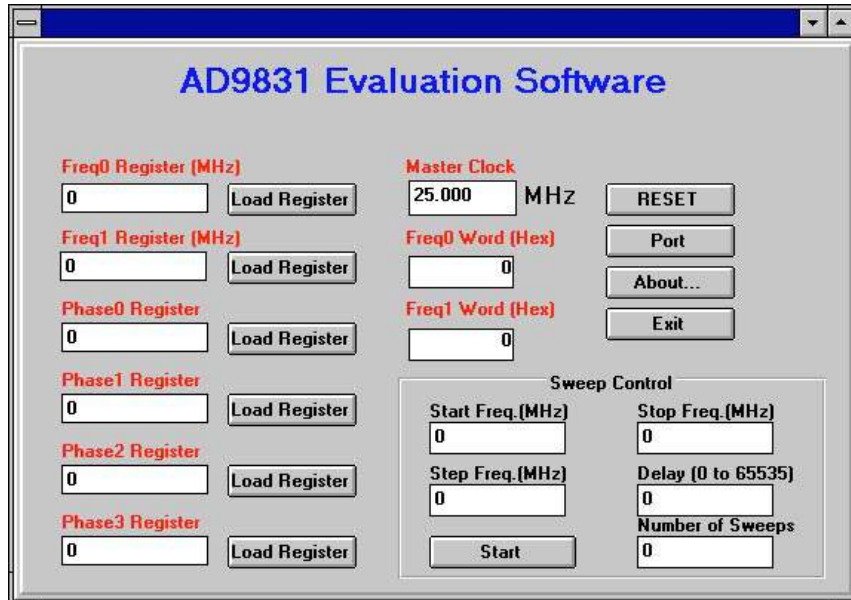 AD9831 Evaluation Software
Freq0 Register (MHz)
0
Load Register
Freq1 Register (MHz)
0
Load Register
Phase0 Register
0
Load Register
Phase1 Register
0
Load Register
Phase2 Register
0
Load Register
Phase3 Register
0
Load Register
Master Clock
25.000 MHz
Freq0 Word (Hex)
0
Freq1 Word (Hex)
0
RESET
Port
About...
Exit
Sweep Control
Start Freq.(MHz)
0
Stop Freq.(MHz)
0
Step Freq.(MHz)
0
Delay (0 to 65535)
0
Number of Sweeps
0
Start